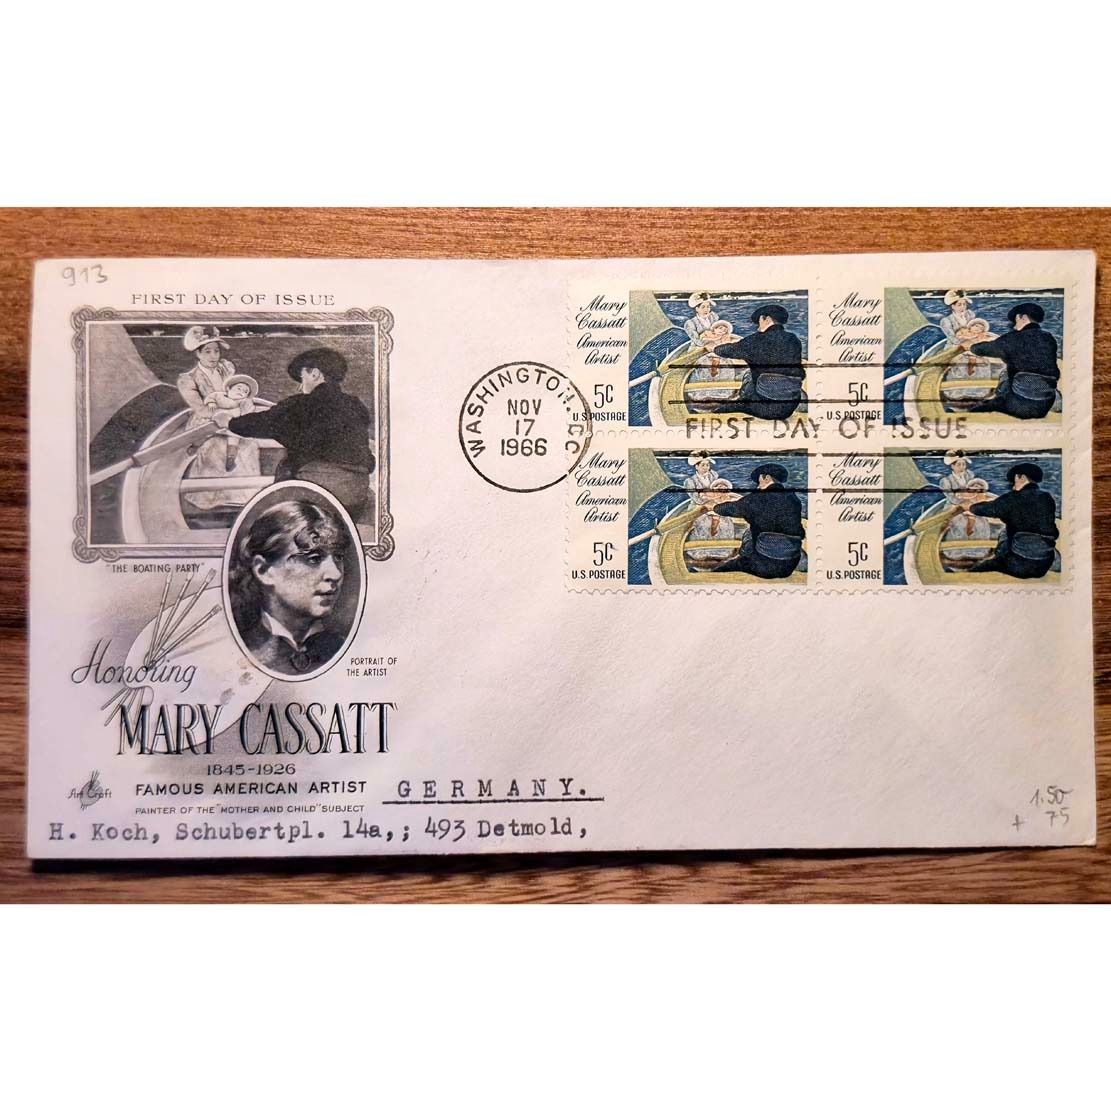 913
FIRST DAY OF ISSUE
"THE BOATING PARTY"
PORTRAIT OF
THE ARTIST
Honoring
MARY CASSATT
1845-1926
Art Craft
FAMOUS AMERICAN ARTIST
PAINTER OF THE "MOTHER AND CHILD" SUBJECT
GERMANY.
H. Koch, Schubertpl. 14a,; 493 Detmold,
WASHINGTON, DC
NOV
17
1966
FIRST DAY OF ISSUE
Mary
Cassatt
American
Artist
5c
U.S. POSTAGE
Mary
Cassatt
American
Artist
5c
U.S. POSTAGE
Mary
Cassatt
American
Artist
5c
U.S. POSTAGE
Mary
Cassatt
American
Artist
5c
U.S. POSTAGE
1.50
+ 75